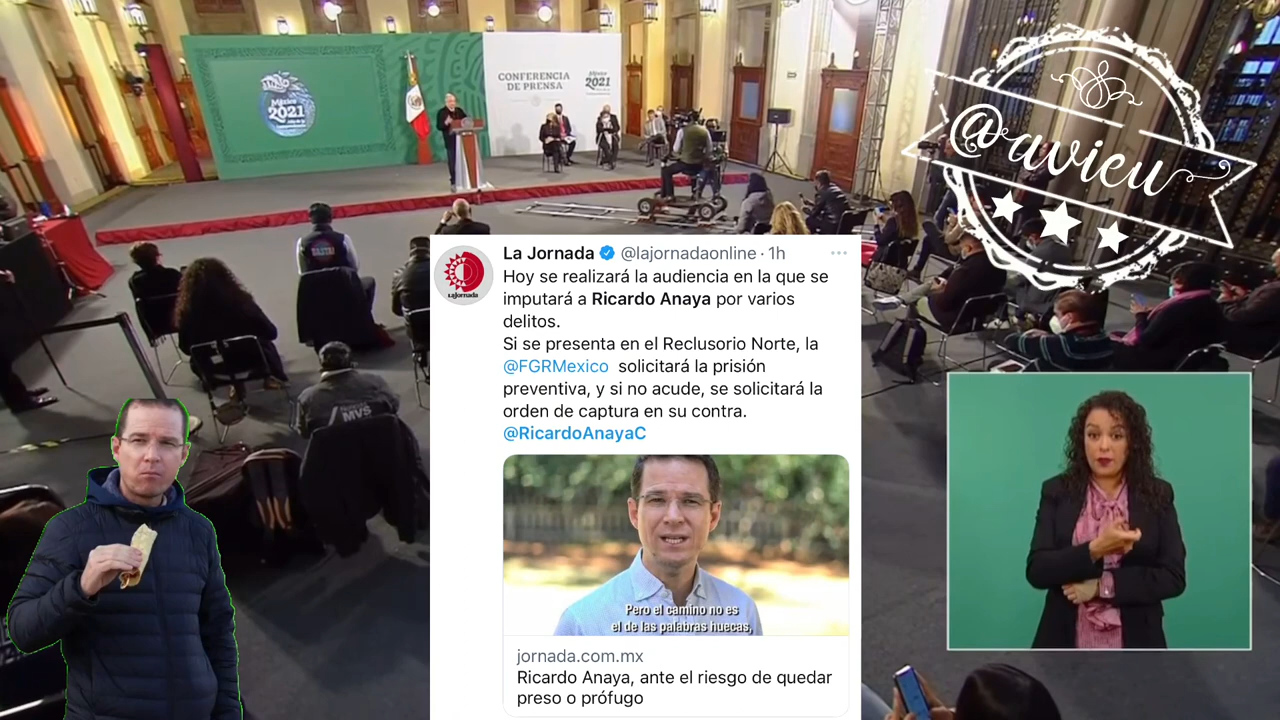 México
2021
CONFERENCIA
DE PRENSA
México
2021
@avieu
MVS
La Jornada @lajornadaonline · 1h
LaJornada
Hoy se realizará la audiencia en la que se
imputará a Ricardo Anaya por varios
delitos.
Si se presenta en el Reclusorio Norte, la
@FGRMexico solicitará la prisión
preventiva, y si no acude, se solicitará la
orden de captura en su contra.
@RicardoAnayaC
Pero el camino no es
el de las palabras huecas,
jornada.com.mx
Ricardo Anaya, ante el riesgo de quedar
preso o prófugo